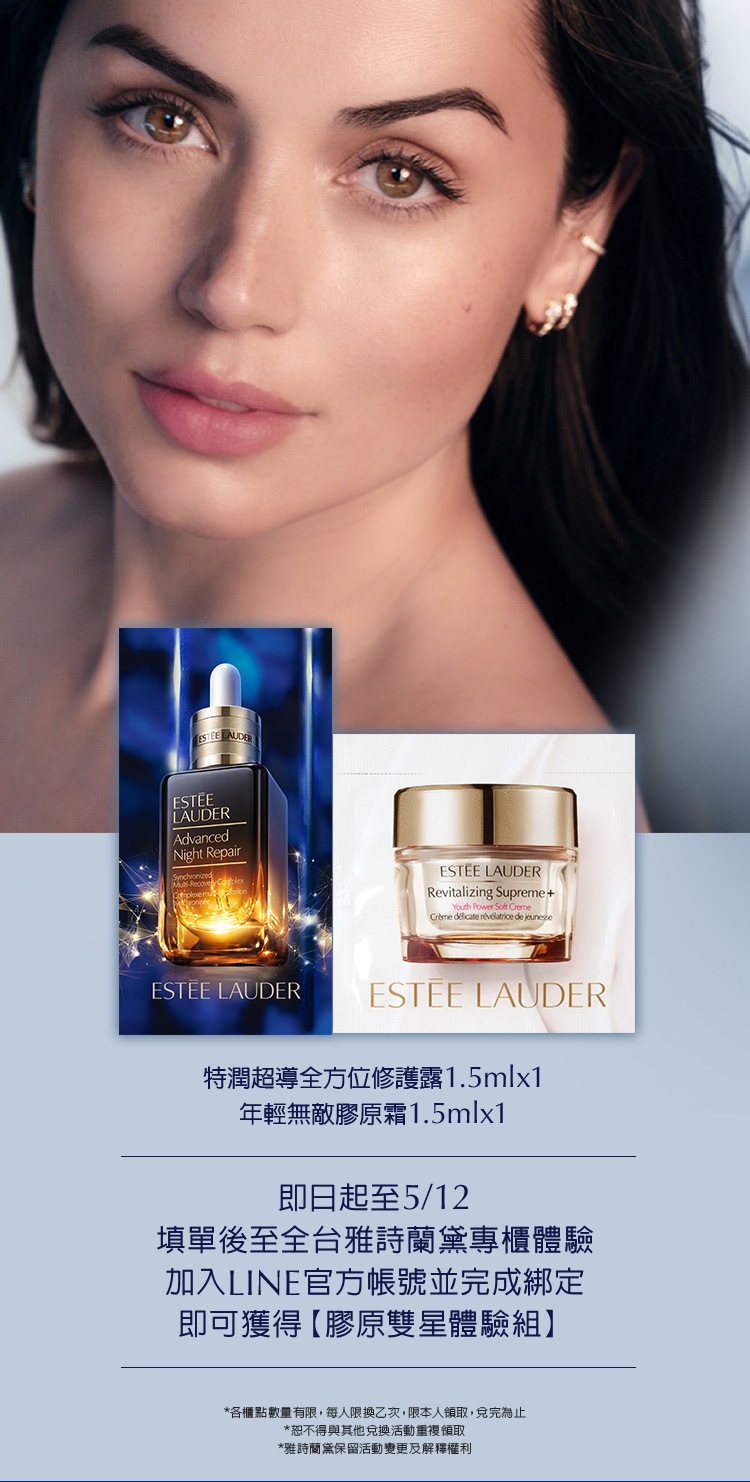 ESTĒE LAUDER
ESTĒE
LAUDER
Advanced
Night Repair
Synchronized
Multi-Recovery Complex
ESTĒE LAUDER
ESTĒE LAUDER
Revitalizing Supreme+
Youth Power Soft Creme
Crème délicate révélatrice de jeunesse
ESTĒE LAUDER
特潤超導全方位修護露1.5mlx1
年輕無敵膠原霜1.5mlx1
即日起至5/12
填單後至全台雅詩蘭黛專櫃體驗
加入LINE官方帳號並完成綁定
即可獲得【膠原雙星體驗組】
*各櫃點數量有限，每人限換乙次，限本人領取，兌完為止
*恕不得與其他兌換活動重複領取
*雅詩蘭黛保留活動變更及解釋權利